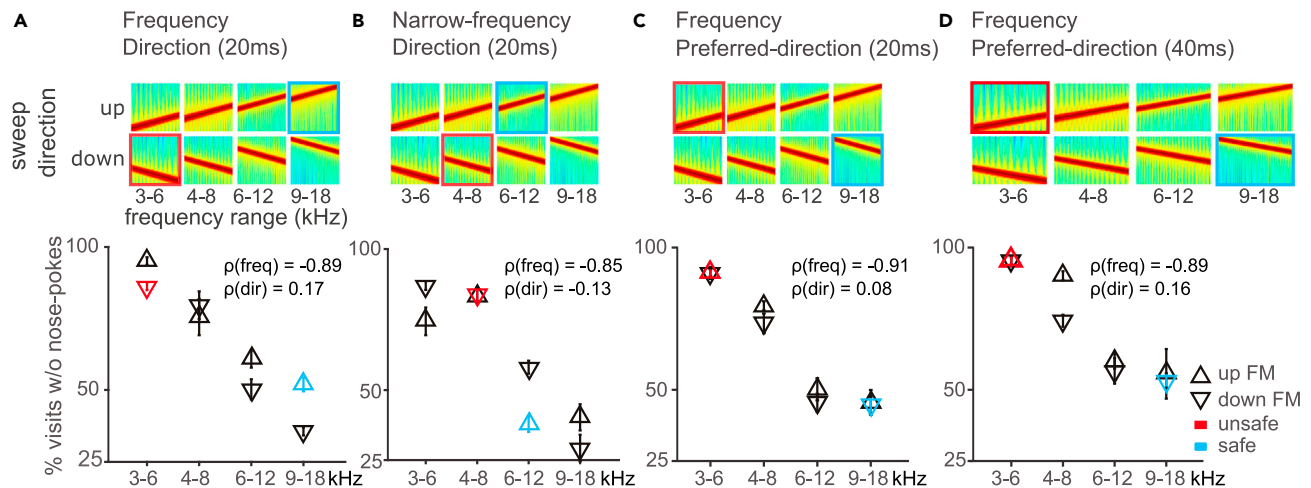 A
Frequency
Direction (20ms)
B
Narrow-frequency
Direction (20ms)
C
Frequency
Preferred-direction (20ms)
D
Frequency
Preferred-direction (40ms)
sweep
direction
up
down
3-6 4-8 6-12 9-18
frequency range (kHz)
3-6 4-8 6-12 9-18
3-6 4-8 6-12 9-18
3-6 4-8 6-12 9-18
% visits w/o nose-pokes
100
50
25
ρ(freq) = -0.89
ρ(dir) = 0.17
3-6 4-8 6-12 9-18 kHz
100
50
25
ρ(freq) = -0.85
ρ(dir) = -0.13
3-6 4-8 6-12 9-18 kHz
100
50
25
ρ(freq) = -0.91
ρ(dir) = 0.08
3-6 4-8 6-12 9-18 kHz
100
50
25
ρ(freq) = -0.89
ρ(dir) = 0.16
3-6 4-8 6-12 9-18 kHz
up FM
down FM
unsafe
safe